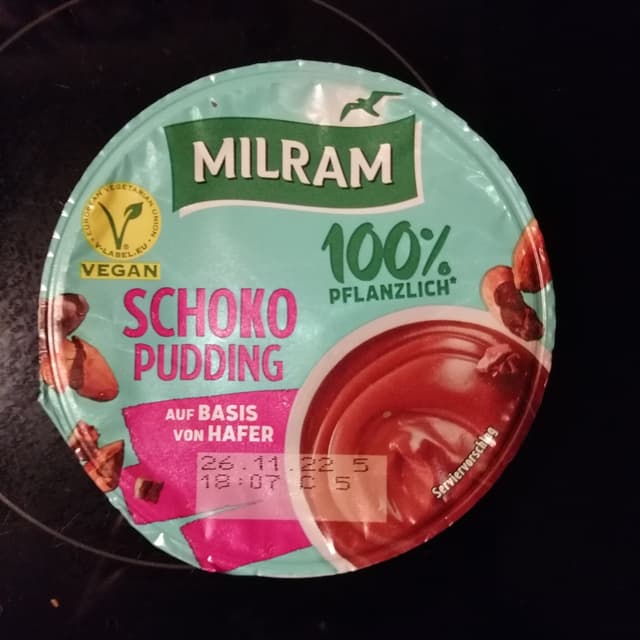 MILRAM
EUROPEAN VEGETARIAN UNION
V-LABEL.EU
VEGAN
100%
PFLANZLICH*
SCHOKO
PUDDING
AUF BASIS
VON HAFER
26.11.22 5
18:07 C 5
Serviervorschlag